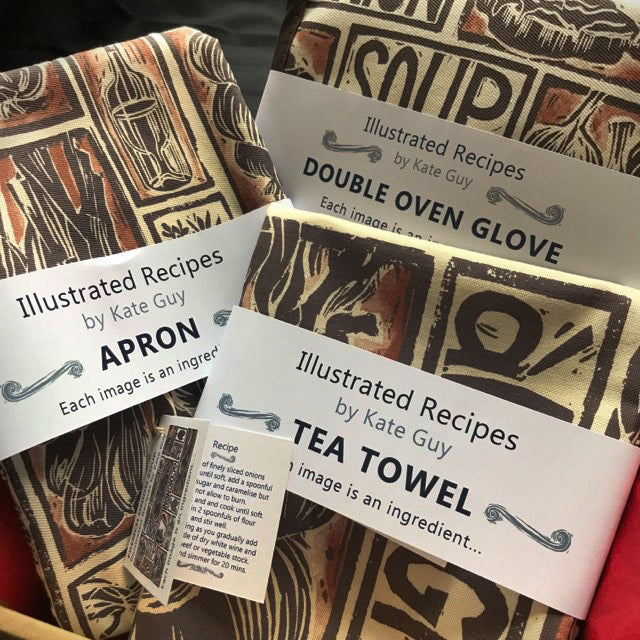 SOUP
Illustrated Recipes
by Kate Guy
DOUBLE OVEN GLOVE
Each image is an
Illustrated Recipes
by Kate Guy
APRON
Each image is an ingred
Illustrated Recipes
by Kate Guy
TEA TOWEL
image is an ingredient...
Recipe
of finely sliced onions
until soft, add a spoonful
sugar and caramelise but
not allow to burn.
and cook until soft.
in 2 spoonfuls of flour
and stir well.
as you gradually add
of dry white wine and
or vegetable stock.
simmer for 20 mins.